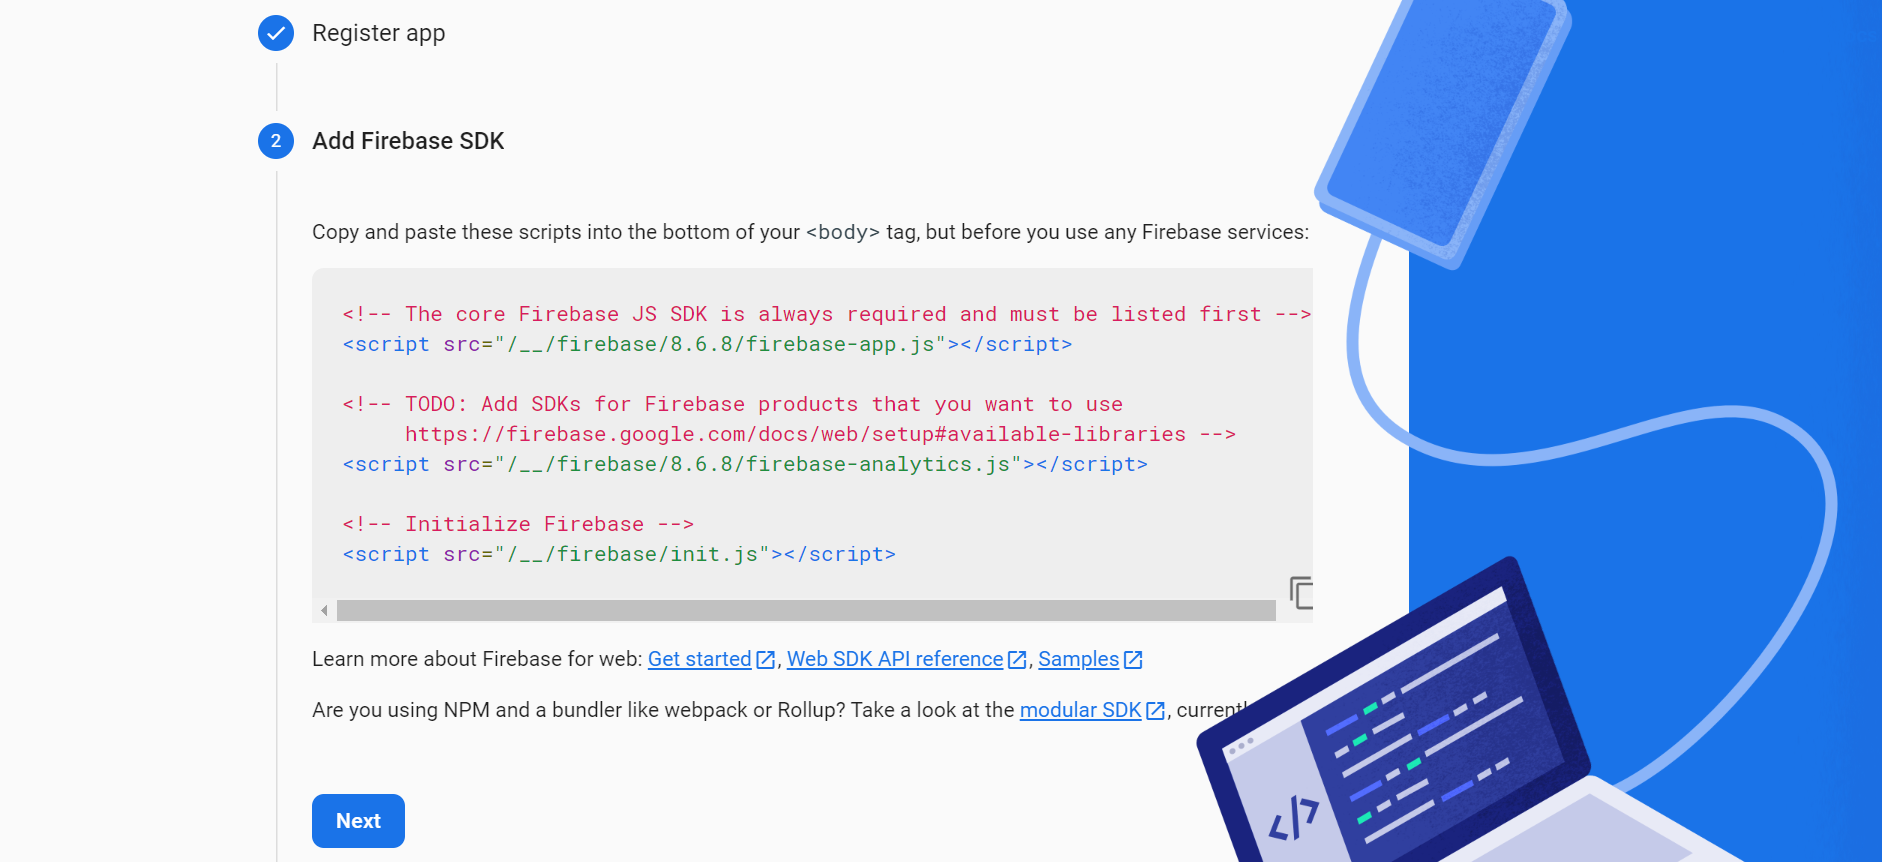 Register app
2 Add Firebase SDK
Copy and paste these scripts into the bottom of your <body> tag, but before you use any Firebase services:
<!-- The core Firebase JS SDK is always required and must be listed first -->
<script src="/__/firebase/8.6.8/firebase-app.js"></script>
<!-- TODO: Add SDKs for Firebase products that you want to use
https://firebase.google.com/docs/web/setup#available-libraries -->
<script src="/__/firebase/8.6.8/firebase-analytics.js"></script>
<!-- Initialize Firebase -->
<script src="/__/firebase/init.js"></script>
Learn more about Firebase for web: Get started, Web SDK API reference, Samples
Are you using NPM and a bundler like webpack or Rollup? Take a look at the modular SDK,
Next